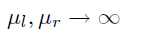 μ_l, μ_r → ∞